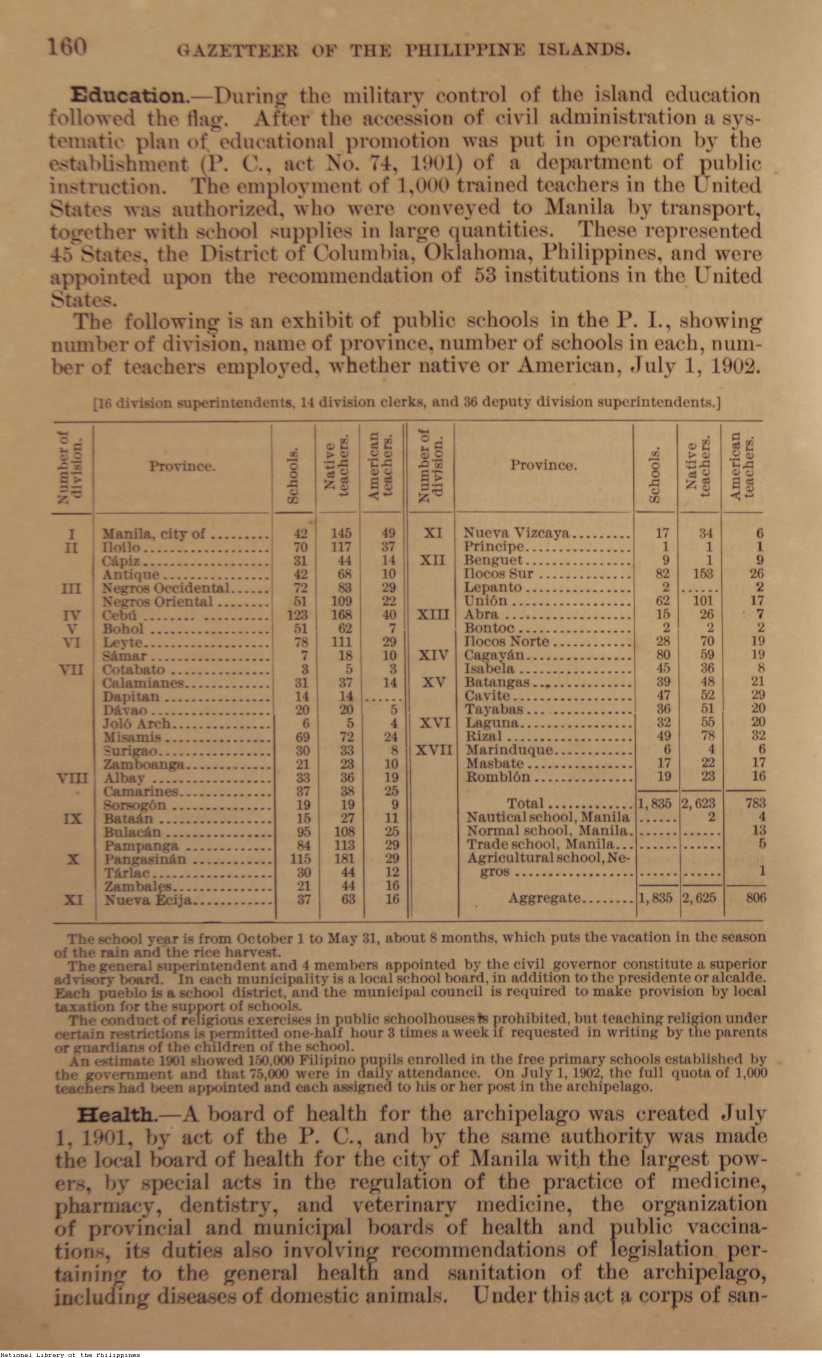 160 GAZETTEER OF THE PHILIPPINE ISLANDS.
Education.—During the military control of the island education
followed the flag. After the accession of civil administration a sys-
tematic plan of educational promotion was put in operation by the
establishment (P. C., act No. 74, 1901) of a department of public
instruction. The employment of 1,000 trained teachers in the United
States was authorized, who were conveyed to Manila by transport,
together with school supplies in large quantities. These represented
45 States, the District of Columbia, Oklahoma, Philippines, and were
appointed upon the recommendation of 53 institutions in the United
States.
The following is an exhibit of public schools in the P. I., showing
number of division, name of province, number of schools in each, num-
ber of teachers employed, whether native or American, July 1, 1902.
[16 division superintendents, 14 division clerks, and 36 deputy division superintendents.]
Number of division. Province. Schools. Native teachers. American teachers. Number of division. Province. Schools. Native teachers. American teachers.
I Manila, city of ......... 42 145 49 XI Nueva Vizcaya......... 17 34 6
II Iloilo................... 70 117 37 Príncipe................ 1 1 1
Cápiz................... 31 44 14 XII Benguet................ 9 1 9
Antique................ 42 68 10 Ilocos Sur .............. 82 153 26
III Negros Occidental...... 72 83 29 Lepanto ................ 2 ...... 2
Negros Oriental ........ 51 109 22 Unión.................. 62 101 17
IV Cebú ................... 123 168 40 XIII Abra ................... 15 26 7
V Bohol .................. 51 62 7 Bontoc................. 2 2 2
VI Leyte................... 78 111 29 Ilocos Norte ............ 28 70 19
Sámar .................. 7 18 10 XIV Cagayán................ 80 59 19
VII Cotabato ............... 3 5 3 Isabela ................. 45 36 8
Calamianes............. 31 37 14 XV Batangas............... 39 48 21
Dapitan ................ 14 14 ...... Cavite.................. 47 52 29
Dávao.................. 20 20 5 Tayabas................ 36 51 20
Joló Arch............... 6 5 4 XVI Laguna................. 32 55 20
Misamis ................ 69 72 24 Rizal ................... 49 78 32
Surigao................. 30 33 8 XVII Marinduque............ 6 4 6
Zamboanga............. 21 23 10 Masbate ................ 17 22 17
VIII Albay .................. 33 36 19 Romblón ............... 19 23 16
Camarines.............. 37 38 25
Sorsogón ............... 19 19 9 Total ............ 1,835 2,623 783
IX Bataán ................. 15 27 11 Nautical school, Manila ...... 2 4
Bulacán ................ 95 108 25 Normal school, Manila. ...... ...... 13
Pampanga ............. 84 113 29 Trade school, Manila... ...... ...... 5
X Pangasinán ............ 115 181 29 Agricultural school, Ne-
Tárlac.................. 30 44 12 gros .................. ...... ...... 1
Zambales............... 21 44 16
XI Nueva Écija............ 37 63 16 Aggregate........ 1,835 2,625 806
The school year is from October 1 to May 31, about 8 months, which puts the vacation in the season
of the rain and the rice harvest.
The general superintendent and 4 members appointed by the civil governor constitute a superior
advisory board. In each municipality is a local school board, in addition to the presidente or alcalde.
Each pueblo is a school district, and the municipal council is required to make provision by local
taxation for the support of schools.
The conduct of religious exercises in public schoolhouses is prohibited, but teaching religion under
certain restrictions is permitted one-half hour 3 times a week if requested in writing by the parents
or guardians of the children of the school.
An estimate 1901 showed 150,000 Filipino pupils enrolled in the free primary schools established by
the government and that 75,000 were in daily attendance. On July 1, 1902, the full quota of 1,000
teachers had been appointed and each assigned to his or her post in the archipelago.
Health.—A board of health for the archipelago was created July
1, 1901, by act of the P. C., and by the same authority was made
the local board of health for the city of Manila with the largest pow-
ers, by special acts in the regulation of the practice of medicine,
pharmacy, dentistry, and veterinary medicine, the organization
of provincial and municipal boards of health and public vaccina-
tions, its duties also involving recommendations of legislation per-
taining to the general health and sanitation of the archipelago,
including diseases of domestic animals. Under this act a corps of san-
National Library of the Philippines